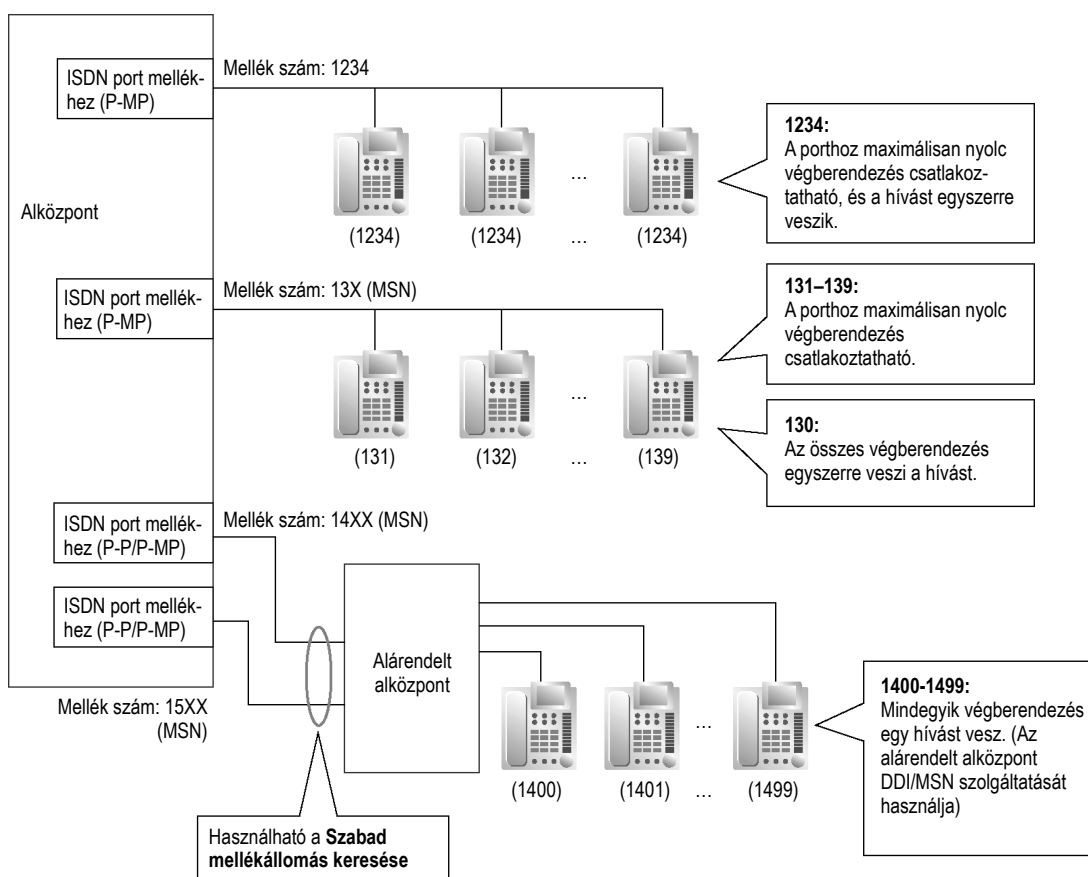 ISDN port mellék-
hez (P-MP)
Mellék szám: 1234
Alközpont
...
(1234)
(1234)
...
(1234)
1234:
A porthoz maximálisan nyolc
végberendezés csatlakoz-
tatható, és a hívást egyszerre
veszik.
ISDN port mellék-
hez (P-MP)
Mellék szám: 13X (MSN)
...
(131)
(132)
...
(139)
131–139:
A porthoz maximálisan nyolc
végberendezés
csatlakoztatható.
130:
Az összes végberendezés
egyszerre veszi a hívást.
ISDN port mellék-
hez (P-P/P-MP)
Mellék szám: 14XX (MSN)
ISDN port mellék-
hez (P-P/P-MP)
Mellék szám: 15XX
(MSN)
Alárendelt
alközpont
...
(1400)
(1401)
...
(1499)
1400-1499:
Mindegyik végberendezés
egy hívást vesz. (Az
alárendelt alközpont
DDI/MSN szolgáltatását
használja)
Használható a Szabad
mellékállomás keresése